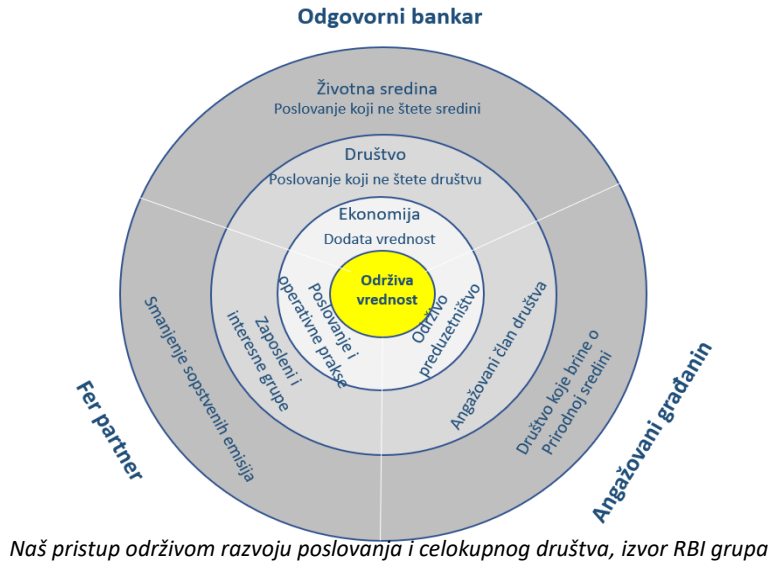 Odgovorni bankar
Životna sredina
Poslovanje koji ne štete sredini
Društvo
Poslovanje koji ne štete društvu
Ekonomija
Dodata vrednost
Održiva
vrednost
Poslovanje i
operativne prakse
Održivo
preduzetništvo
Zaposleni i
interesne grupe
Angažovani član društva
Smanjenje sopstvenih emisija
Društvo koje brine o
Prirodnoj sredini
Fer partner
Angažovani građanin
Naš pristup održivom razvoju poslovanja i celokupnog društva, izvor RBI grupa